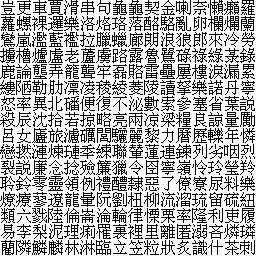 豈更車賈滑串句龜龜契金喇奈懶癩羅
蘿螺裸邏樂洛烙珞落酪駱亂卵欄爛蘭
鸞嵐濫藍襤拉臘蠟廊朗浪狼郎來冷勞
擄櫓爐盧老蘆虜路露魯鷺碌祿綠菉錄
鹿論壟弄籠聾牢磊賂雷壘屢樓淚漏累
縷陋勒肋凜凌稜綾菱陵讀拏樂諾丹寧
怒率異北磻便復不泌數索參塞省葉說
殺辰沈拾若掠略亮兩凉梁糧良諒量勵
呂女廬旅濾礪閭驪麗黎力曆歷轢年憐
戀撚漣煉璉秊練聯輦蓮連鍊列劣咽烈
裂說廉念捻殮簾獵令囹寧嶺怜玲瑩羚
聆鈴零靈領例禮醴隸惡了僚寮尿料樂
燎療蓼遼龍暈阮劉杻柳流溜琉留硫紐
類六戮陸倫崙淪輪律慄栗率隆利吏履
易李梨泥理痢罹裏裡里離匿溺吝燐璘
藺隣鱗麟林淋臨立笠粒狀炙識什茶刺